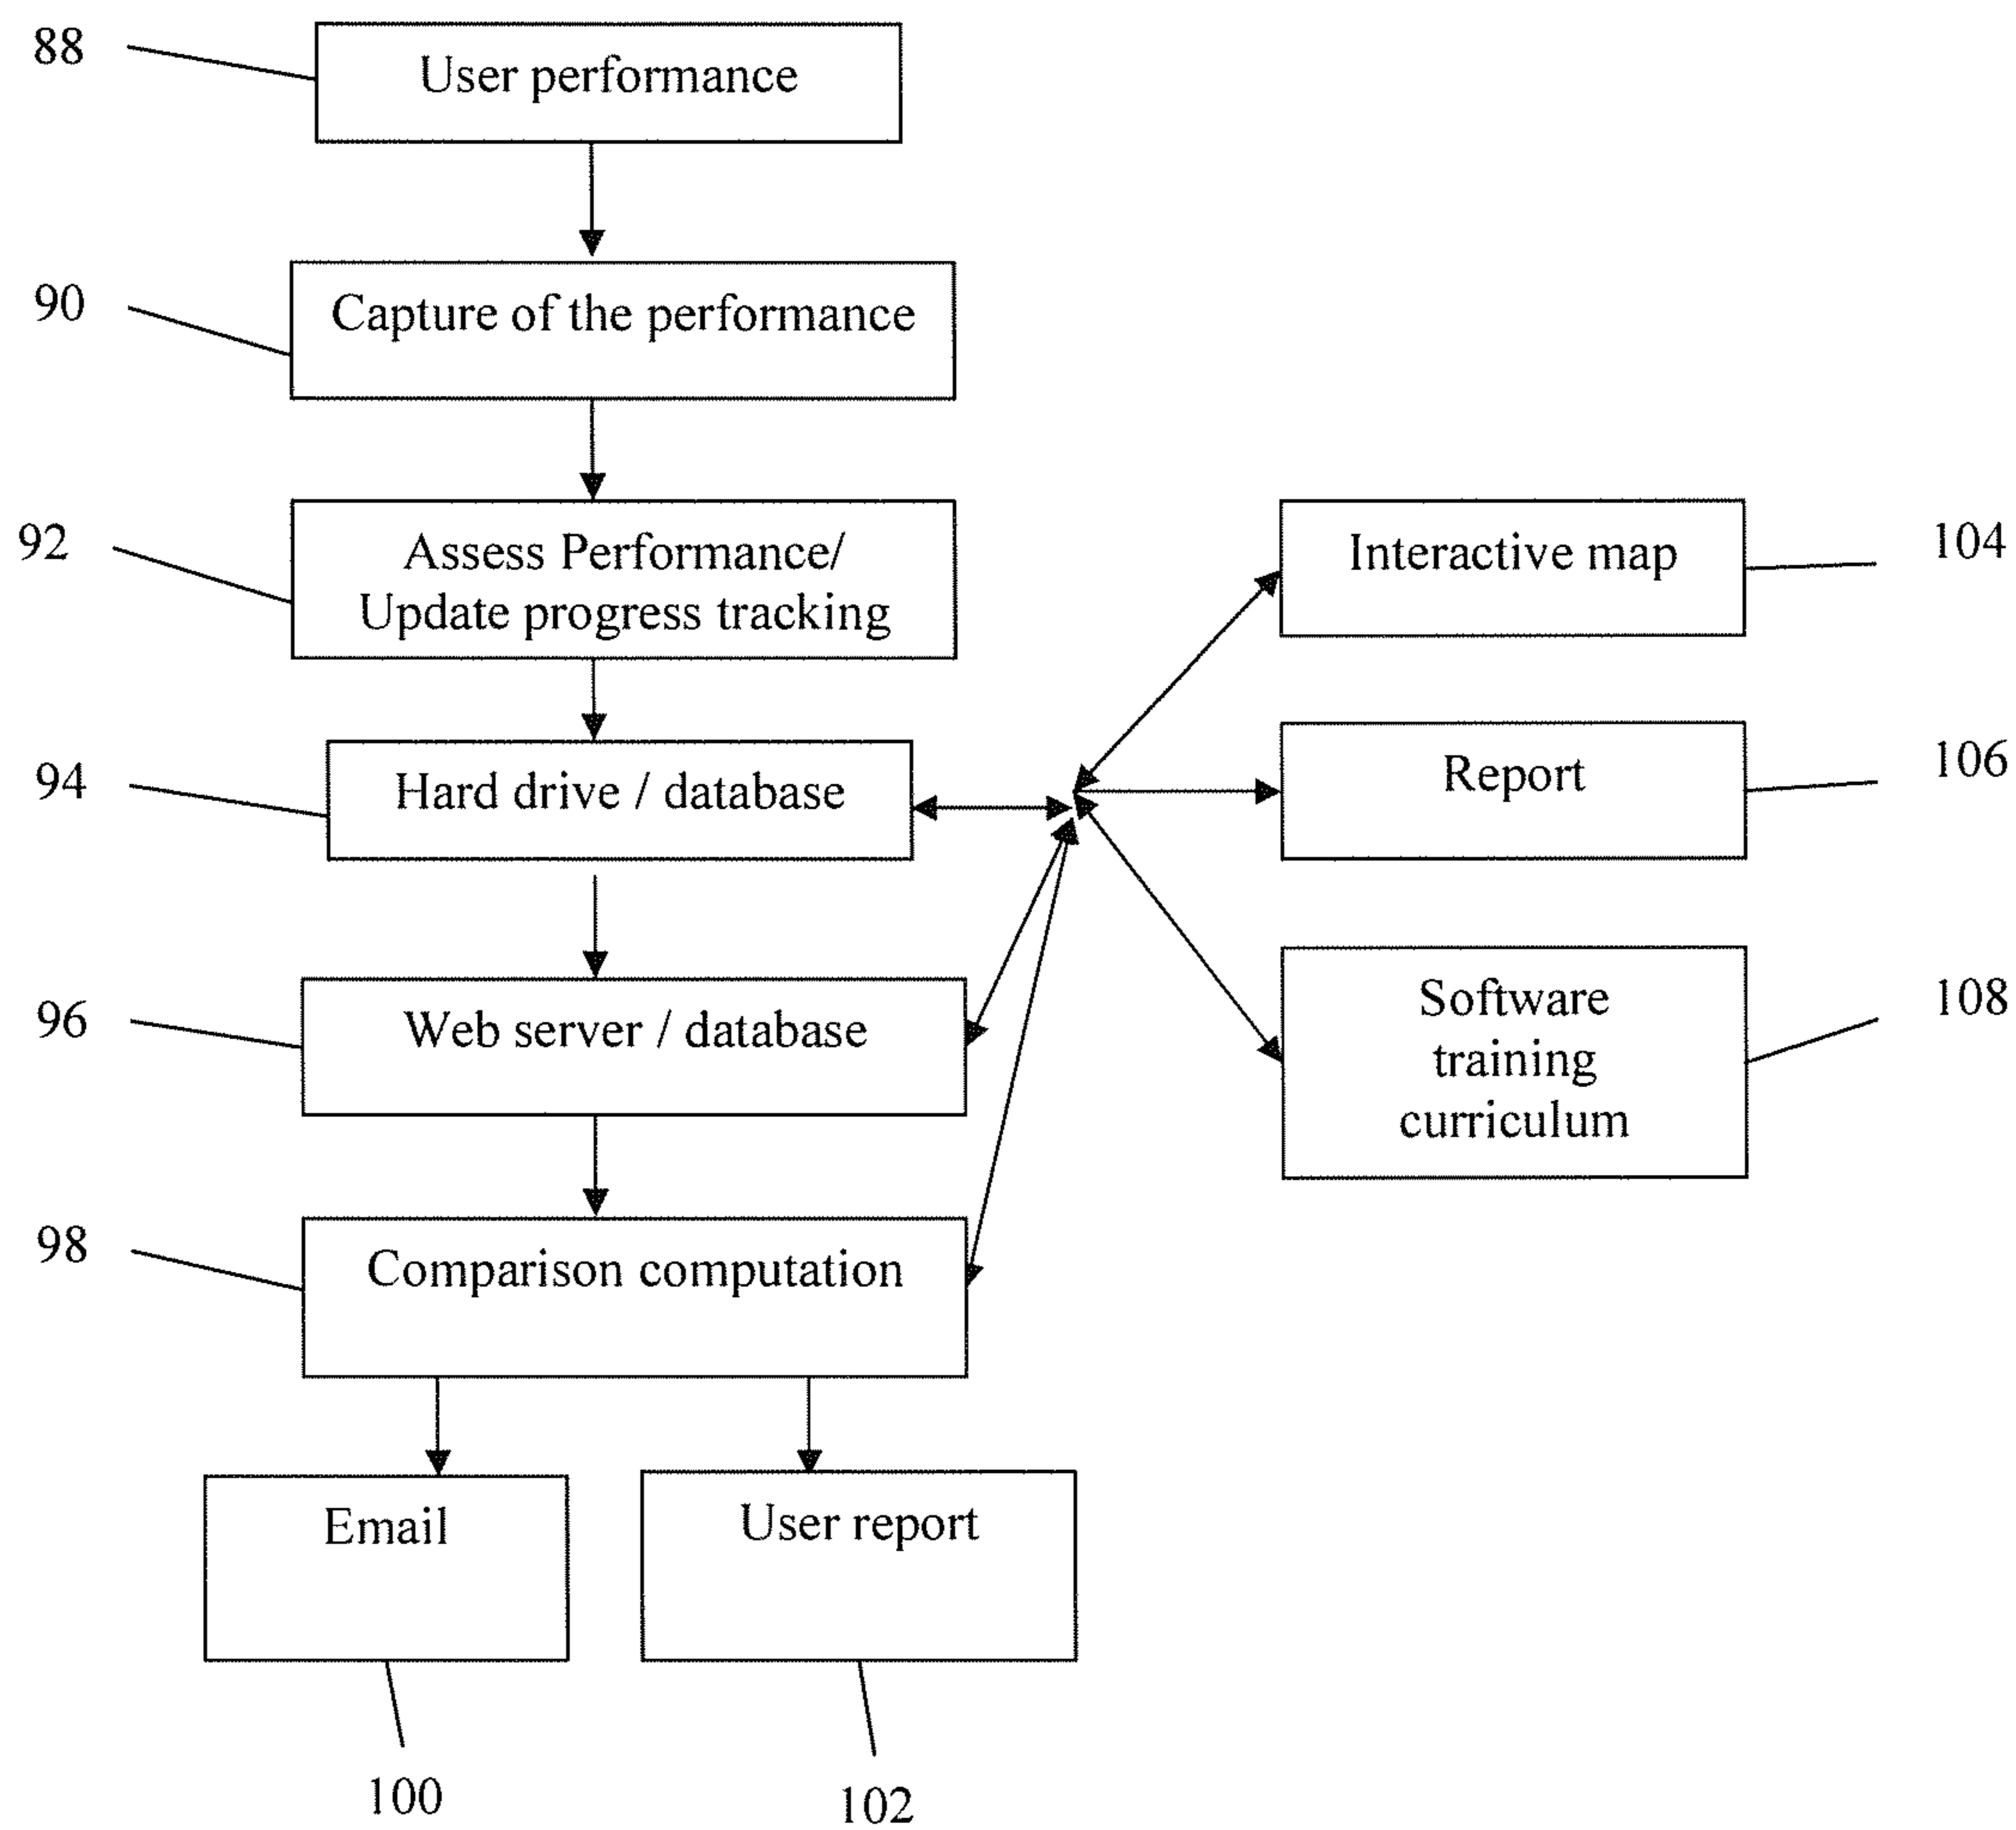 88
User performance
90
Capture of the performance
92
Assess Performance/
Update progress tracking
Interactive map
104
94
Hard drive / database
Report
106
96
Web server / database
Software
training
curriculum
108
98
Comparison computation
Email
User report
100
102